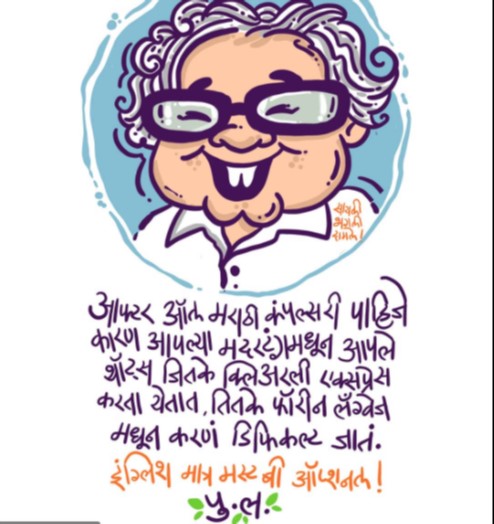 आफ्टर ऑल मराठी कंपल्सरी पाहिजे
कारण आपल्या मदरटंगमधून आपले
थॉट्स जितके क्लिअरली एक्सप्रेस
करता येतात, तितके फॉरीन लँग्वेज
मधून करणं डिफिकल्ट जातं.
इंग्लिश मात्र मस्ट बी ऑप्शनल!
पु.ल.